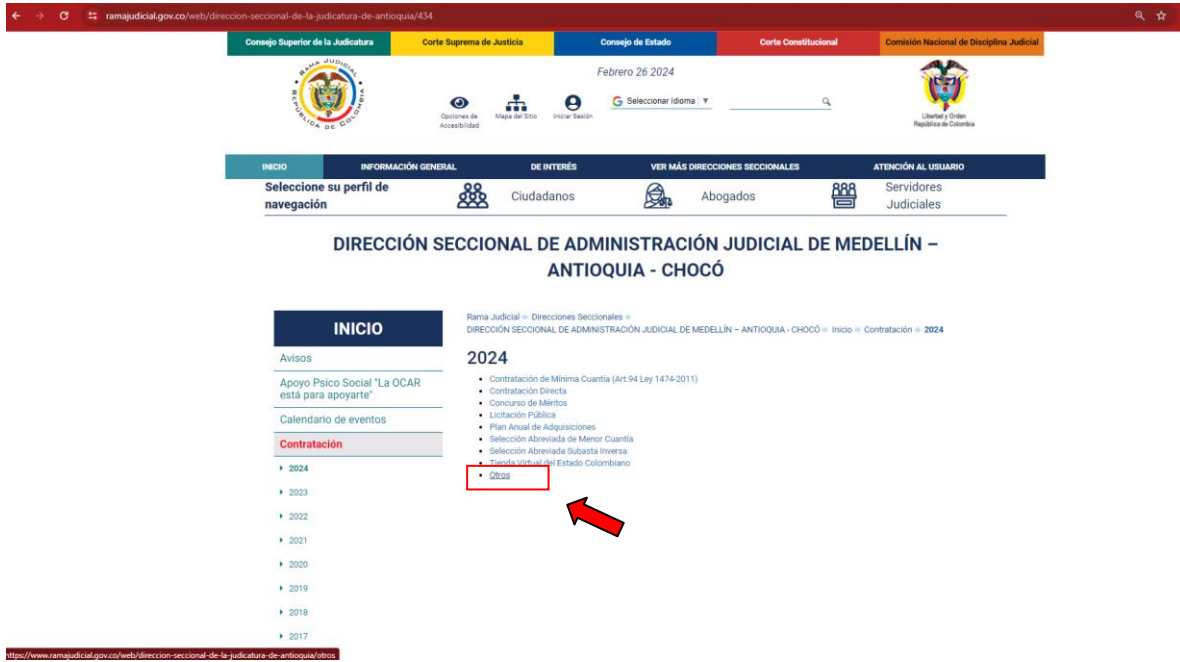 ramajudicial.gov.co/web/direccion-seccional-de-la-judicatura-de-antioquia/434
Consejo Superior de la Judicatura
Corte Suprema de Justicia
Consejo de Estado
Corte Constitucional
Comisión Nacional de Disciplina Judicial
RAMA JUDICIAL
REPÚBLICA DE COLOMBIA
Febrero 26 2024
Opciones de
Accesibilidad
Mapa del Sitio
Iniciar Sesión
G Seleccionar Idioma ▼
Libertad y Orden
República de Colombia
INICIO
INFORMACIÓN GENERAL
DE INTERÉS
VER MÁS DIRECCIONES SECCIONALES
ATENCIÓN AL USUARIO
Seleccione su perfil de
navegación
Ciudadanos
Abogados
Servidores
Judiciales
DIRECCIÓN SECCIONAL DE ADMINISTRACIÓN JUDICIAL DE MEDELLÍN –
ANTIOQUIA - CHOCÓ
INICIO
Avisos
Apoyo Psico Social "La OCAR
está para apoyarte"
Calendario de eventos
Contratación
2024
2023
2022
2021
2020
2019
2018
2017
Rama Judicial Direcciones Seccionales
DIRECCIÓN SECCIONAL DE ADMINISTRACIÓN JUDICIAL DE MEDELLÍN – ANTIOQUIA - CHOCÓ Inicio Contratación 2024
2024
Contratación de Mínima Cuantía (Art.94 Ley 1474-2011)
Contratación Directa
Concurso de Méritos
Licitación Pública
Plan Anual de Adquisiciones
Selección Abreviada de Menor Cuantía
Selección Abreviada Subasta Inversa
Tienda Virtual del Estado Colombiano
Otros
https://www.ramajudicial.gov.co/web/direccion-seccional-de-la-judicatura-de-antioquia/otros